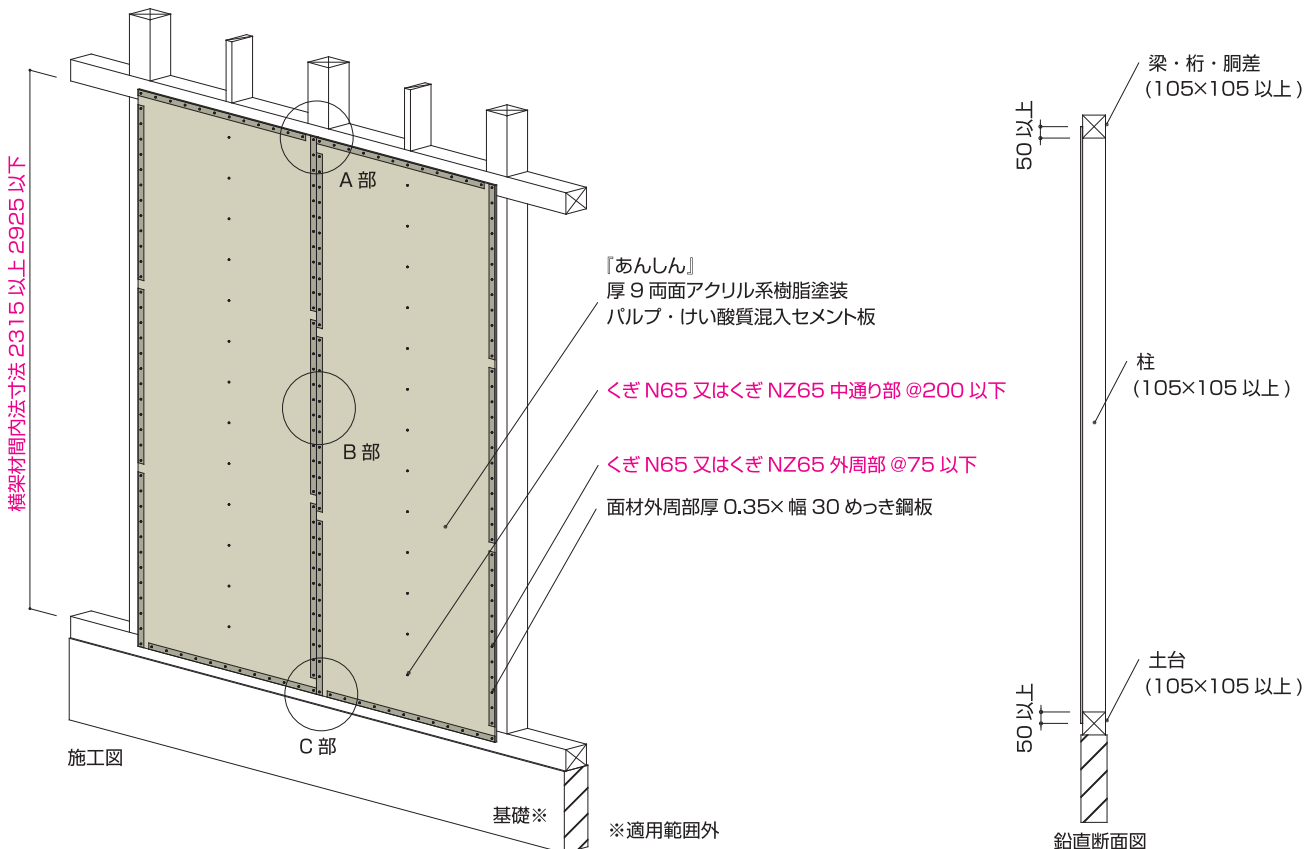 横架材間内法寸法 2315 以上 2925 以下
A 部
B 部
C 部
『あんしん』
厚 9 両面アクリル系樹脂塗装
パルプ・けい酸質混入セメント板
くぎ N65 又はくぎ NZ65 中通り部 @200 以下
くぎ N65 又はくぎ NZ65 外周部 @75 以下
面材外周部厚 0.35× 幅 30 めっき鋼板
施工図
基礎※
※適用範囲外
梁・桁・胴差
(105×105 以上 )
50 以上
柱
(105×105 以上 )
土台
(105×105 以上 )
50 以上
鉛直断面図